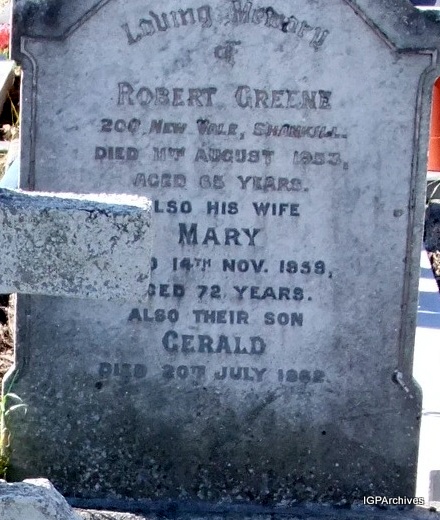 Loving Memory
of
ROBERT GREENE
200 NEW VALE, SHANKILL.
DIED 11TH AUGUST 1953,
AGED 65 YEARS.
ALSO HIS WIFE
MARY
14TH NOV. 1959,
AGED 72 YEARS.
ALSO THEIR SON
GERALD
DIED 20TH JULY 1962.
IGPArchives